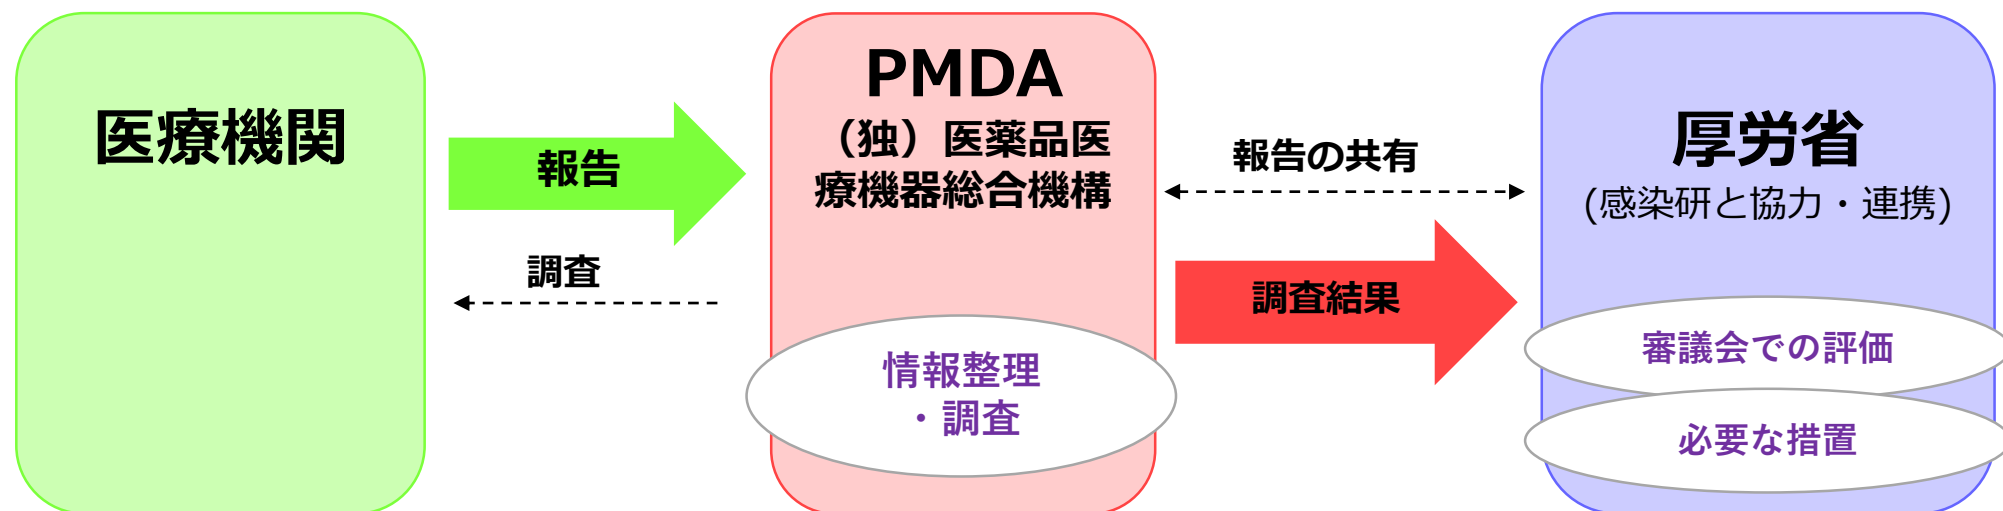 医療機関
報告
調査
PMDA
（独）医薬品医
療機器総合機構
情報整理
・調査
報告の共有
調査結果
厚労省
(感染研と協力・連携)
審議会での評価
必要な措置